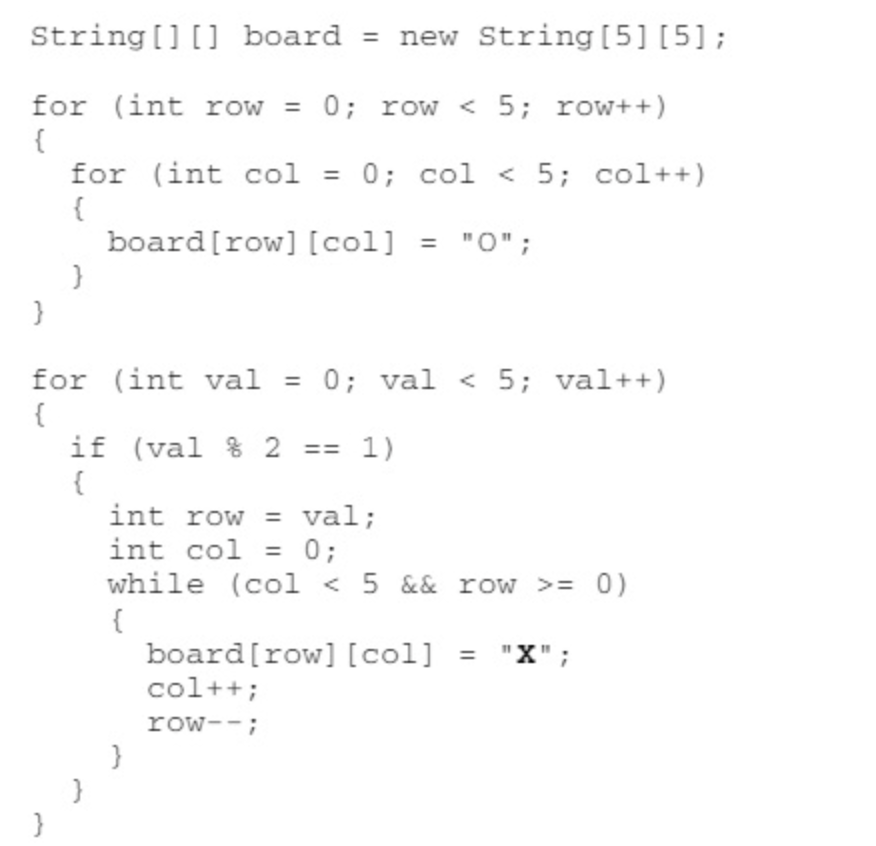 String[][] board = new String[5][5];
for (int row = 0; row < 5; row++)
{
for (int col = 0; col < 5; col++)
{
board[row][col] = "O";
}
}
for (int val = 0; val < 5; val++)
{
if (val % 2 == 1)
{
int row = val;
int col = 0;
while (col < 5 && row >= 0)
{
board[row][col] = "X";
col++;
row--;
}
}
}